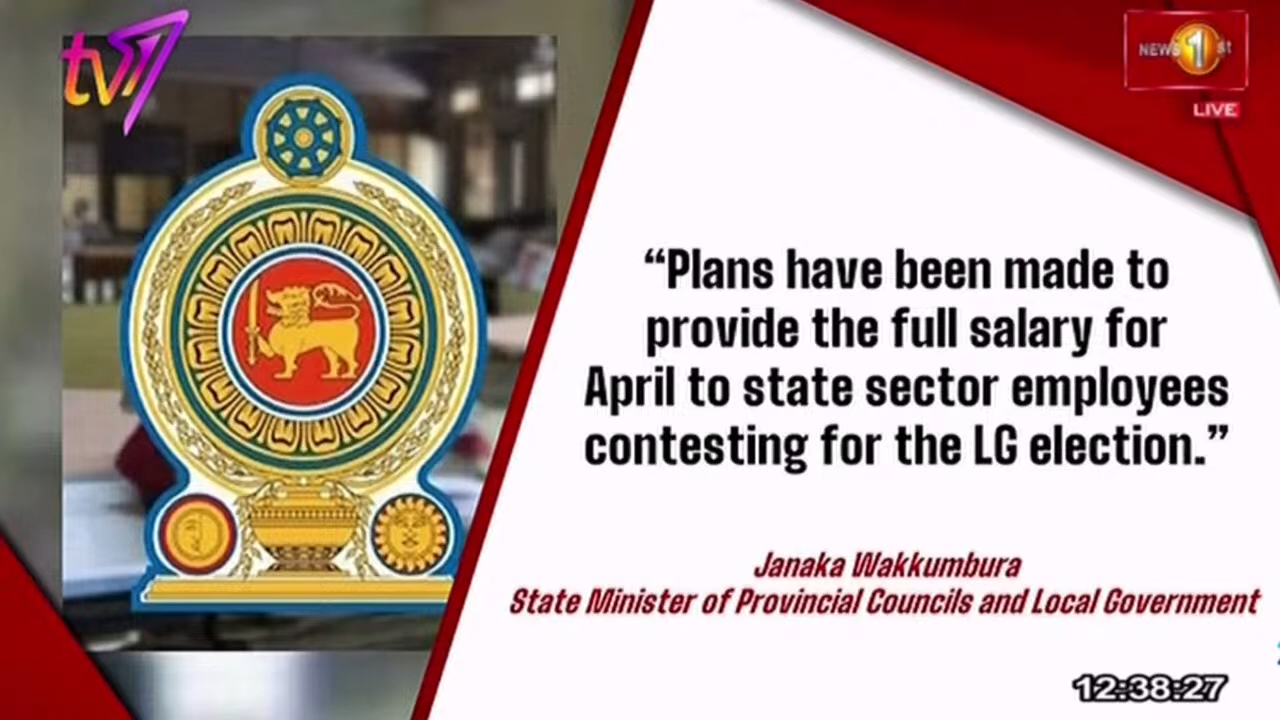 tv1
NEWS 1st
LIVE
“Plans have been made to
provide the full salary for
April to state sector employees
contesting for the LG election.”
Janaka Wakkumbura
State Minister of Provincial Councils and Local Government
12:38:27